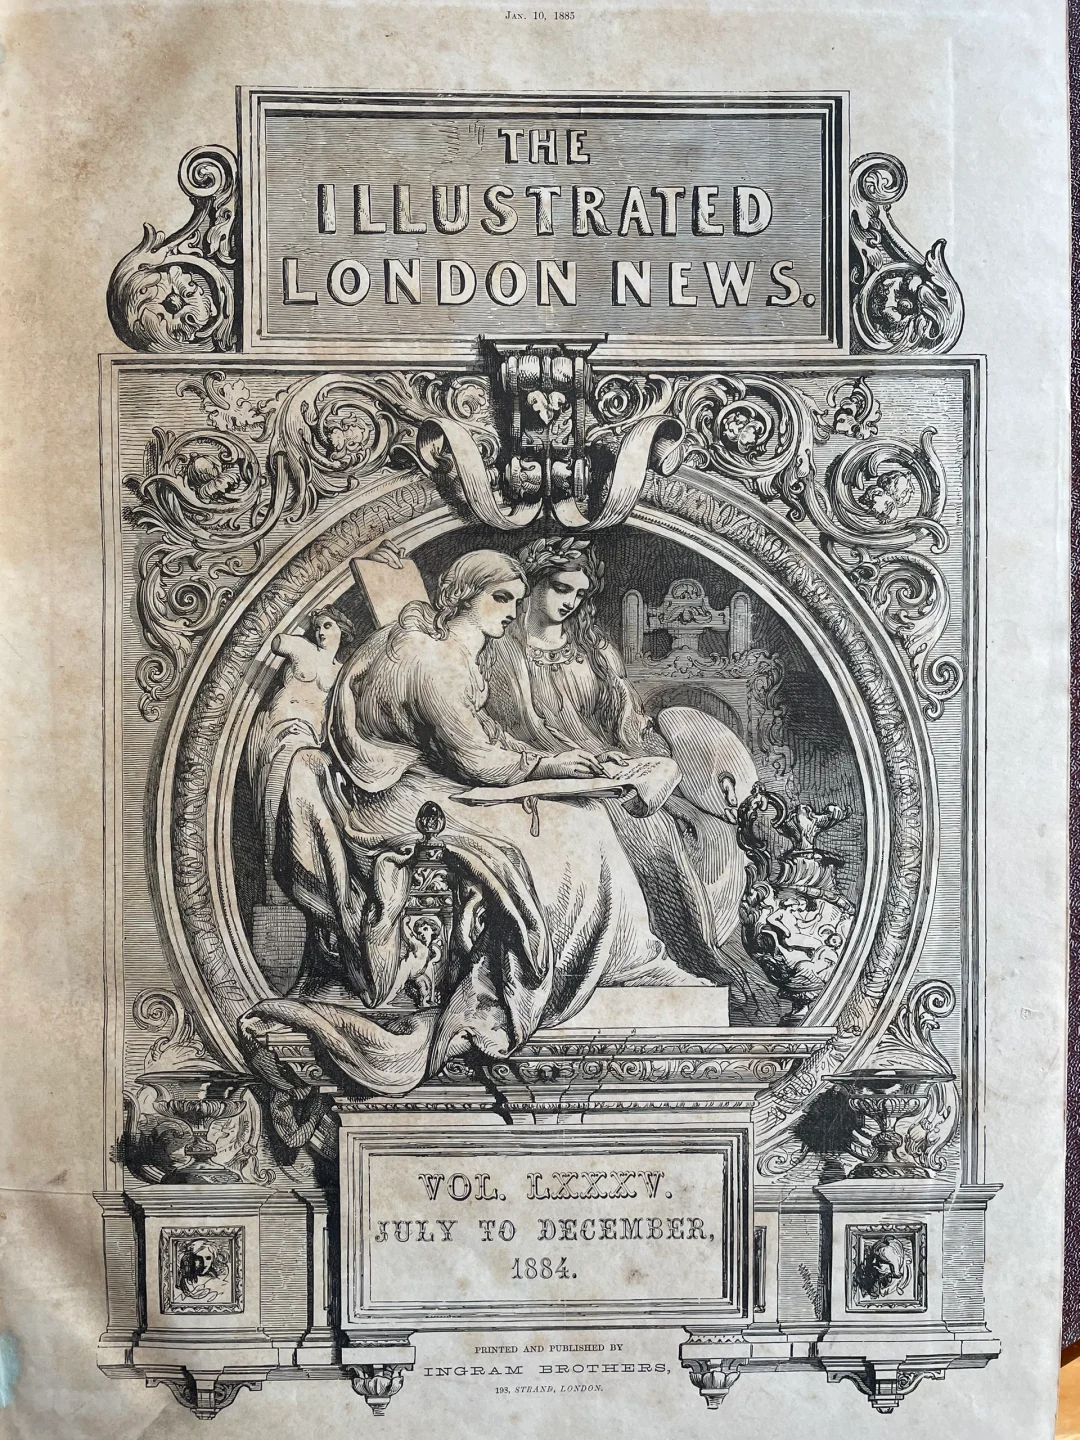 JAN. 10, 1885
THE
ILLUSTRATED
LONDON NEWS.
VOL. LXXXV.
JULY TO DECEMBER,
1884.
PRINTED AND PUBLISHED BY
INGRAM BROTHERS,
198, STRAND, LONDON.